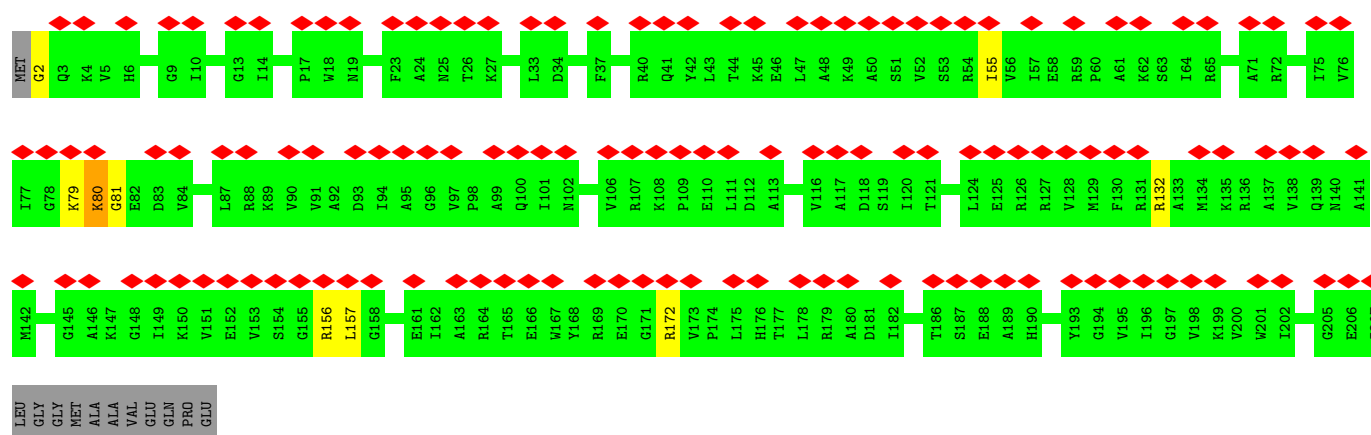 MET G2 Q3 K4 V5 H6 G9 I10 G13 I14 P17 W18 N19 F23 A24 N25 T26 K27 L33 D34 F37 R40 Q41 Y42 L43 T44 K45 E46 L47 A48 K49 A50 S51 V52 S53 R54 I55 V56 I57 E58 R59 P60 A61 K62 S63 I64 R65 A71 R72 I75 V76
I77 G78 K79 K80 G81 E82 D83 V84 L87 R88 K89 V90 V91 A92 D93 I94 A95 G96 V97 P98 A99 Q100 I101 N102 V106 R107 K108 P109 E110 L111 D112 A113 V116 A117 D118 S119 I120 T121 L124 E125 R126 R127 V128 M129 F130 R131 R132 A133 M134 K135 R136 A137 V138 Q139 N140 A141
M142 G145 A146 K147 G148 I149 K150 V151 E152 V153 S154 G155 R156 L157 G158 E161 I162 A163 R164 T165 E166 W167 Y168 R169 E170 G171 R172 V173 P174 L175 H176 T177 L178 R179 A180 D181 I182 T186 S187 E188 A189 H190 Y193 G194 V195 I196 G197 V198 K199 V200 W201 I202 G205 E206
LEU GLY GLY MET ALA ALA VAL GLU GLN PRO GLU